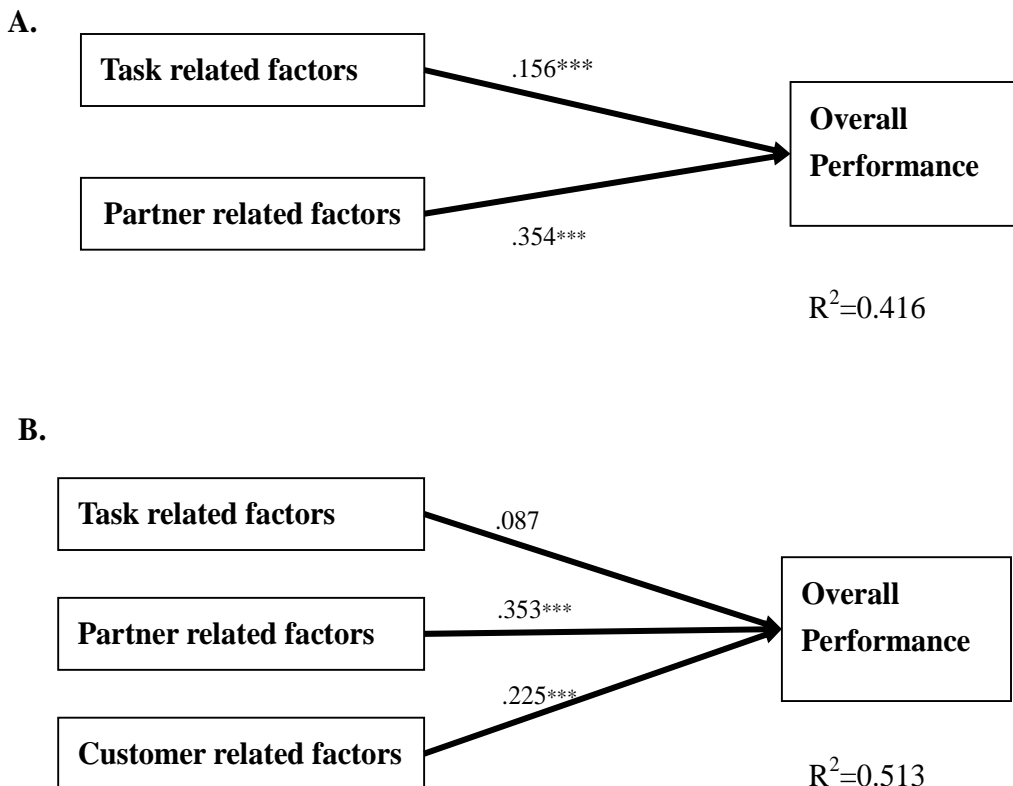 A.
Task related factors
.156***
Overall
Performance
Partner related factors
.354***
R²=0.416
B.
Task related factors
.087
Overall
Performance
Partner related factors
.353***
.225***
Customer related factors
R²=0.513